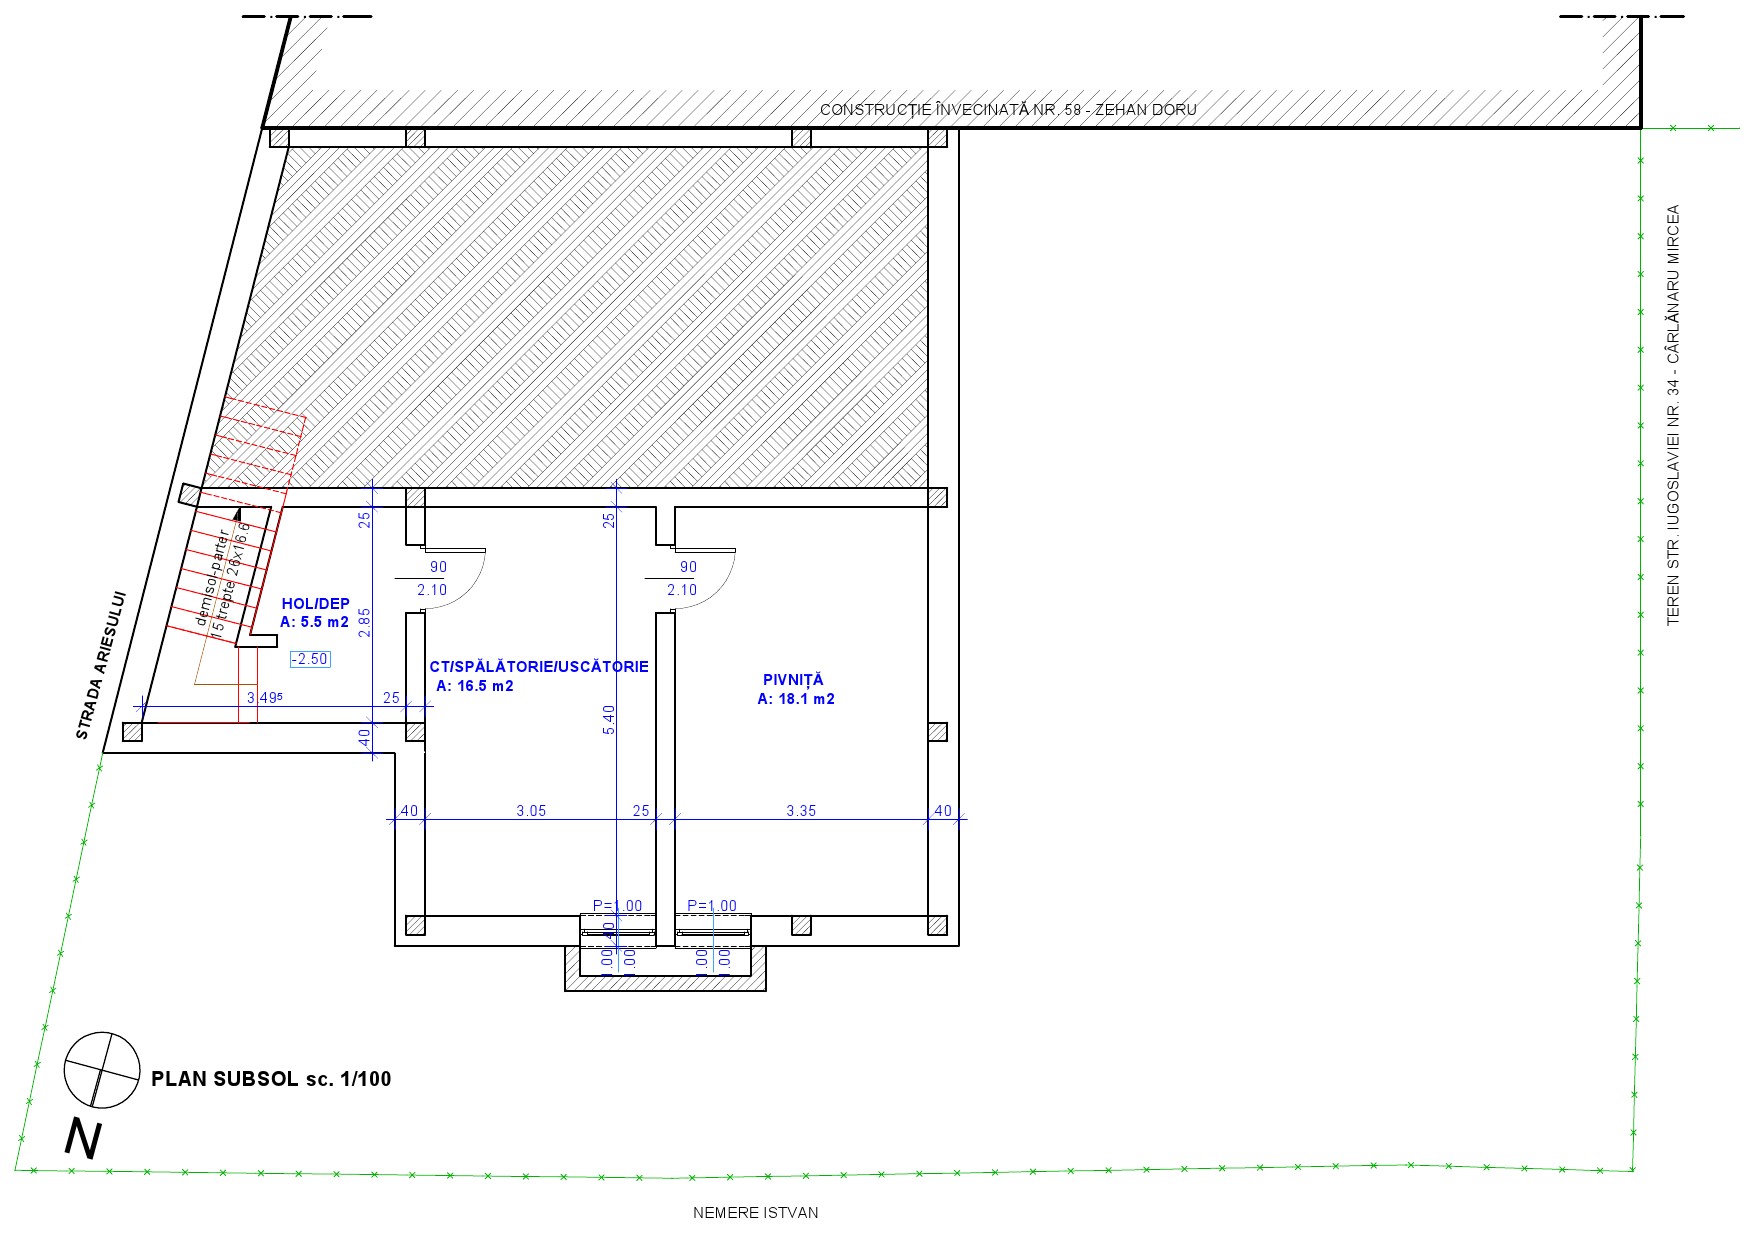 CONSTRUCȚIE ÎNVECINATĂ NR. 58 - ZEHAN DORU
TEREN STR. IUGOSLAVIEI NR. 34 - CÂRLĂNARU MIRCEA
STRADA ARIESULUI
demisol-parter
15 trepte 26x16.6
25
25
90
2.10
90
2.10
HOL/DEP
A: 5.5 m2
2.85
-2.50
CT/SPĂLĂTORIE/USCĂTORIE
A: 16.5 m2
PIVNIȚĂ
A: 18.1 m2
3.49⁵
25
5.40
40
40
3.05
25
3.35
40
P=1.00
P=1.00
40
1.00
1.00
1.00
1.00
PLAN SUBSOL sc. 1/100
N
NEMERE ISTVAN